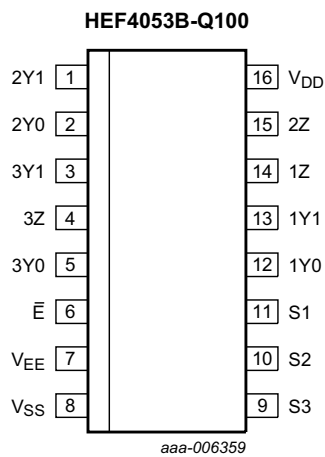 HEF4053B-Q100
2Y1 1 16 VDD
2Y0 2 15 2Z
3Y1 3 14 1Z
3Z 4 13 1Y1
3Y0 5 12 1Y0
E̅ 6 11 S1
VEE 7 10 S2
VSS 8 9 S3
aaa-006359